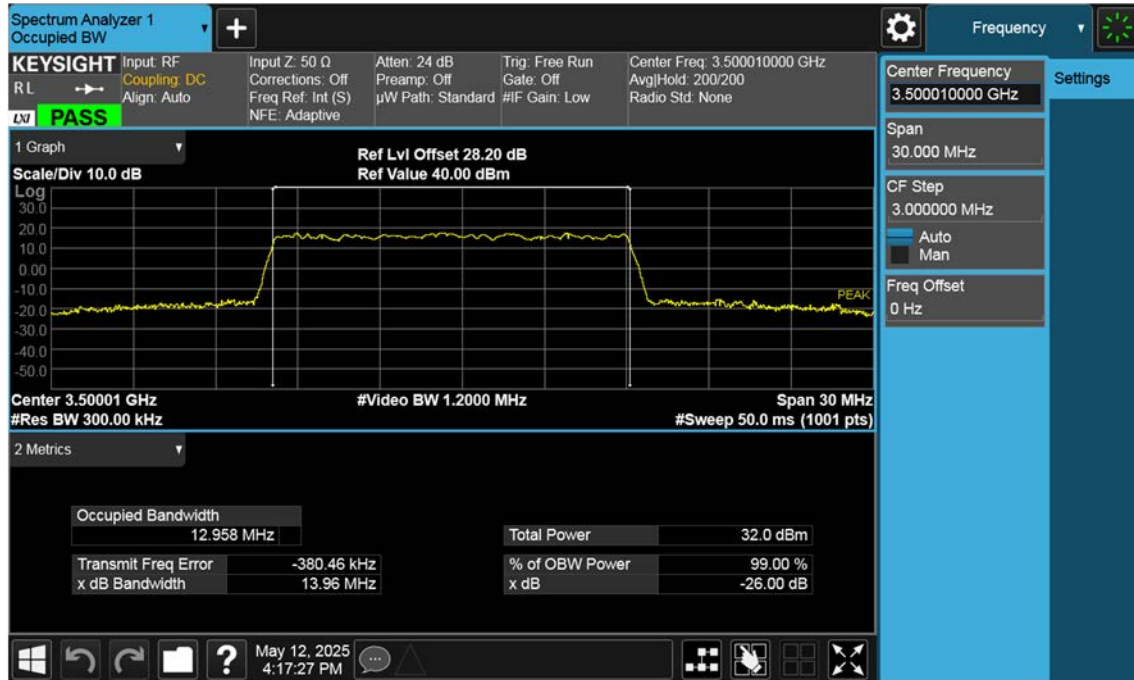 Spectrum Analyzer 1
Occupied BW
Frequency
KEYSIGHT
R L
LXI
PASS
Input: RF
Coupling: DC
Align: Auto
Input Z: 50 Ω
Corrections: Off
Freq Ref: Int (S)
NFE: Adaptive
Atten: 24 dB
Preamp: Off
µW Path: Standard
Trig: Free Run
Gate: Off
#IF Gain: Low
Center Freq: 3.500010000 GHz
Avg|Hold: 200/200
Radio Std: None
Center Frequency
3.500010000 GHz
Settings
Span
30.000 MHz
CF Step
3.000000 MHz
Auto
Man
Freq Offset
0 Hz
1 Graph
Scale/Div 10.0 dB
Ref Lvl Offset 28.20 dB
Ref Value 40.00 dBm
Log
30.0
20.0
10.0
0.00
-10.0
-20.0
-30.0
-40.0
-50.0
PEAK
Center 3.50001 GHz
#Video BW 1.2000 MHz
Span 30 MHz
#Res BW 300.00 kHz
#Sweep 50.0 ms (1001 pts)
2 Metrics
Occupied Bandwidth
12.958 MHz
Total Power 32.0 dBm
Transmit Freq Error -380.46 kHz
% of OBW Power 99.00 %
x dB Bandwidth 13.96 MHz
x dB -26.00 dB
?
May 12, 2025
4:17:27 PM